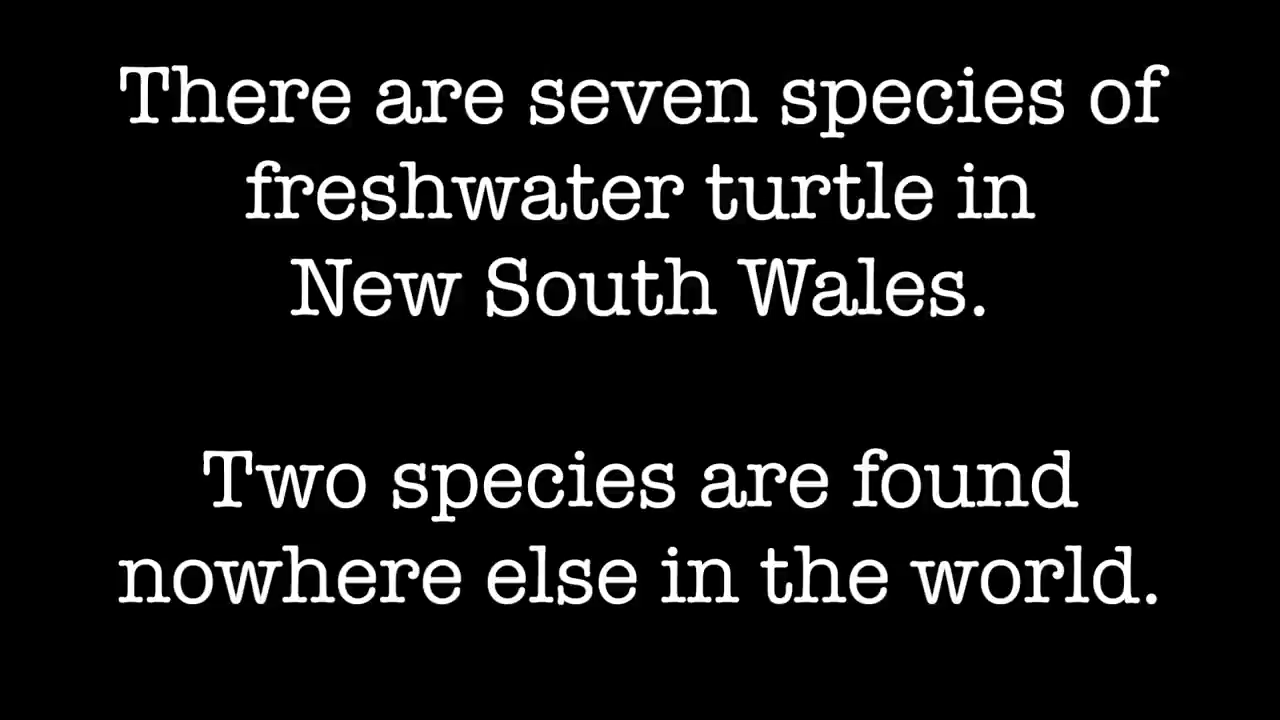 There are seven species of
freshwater turtle in
New South Wales.
Two species are found
nowhere else in the world.